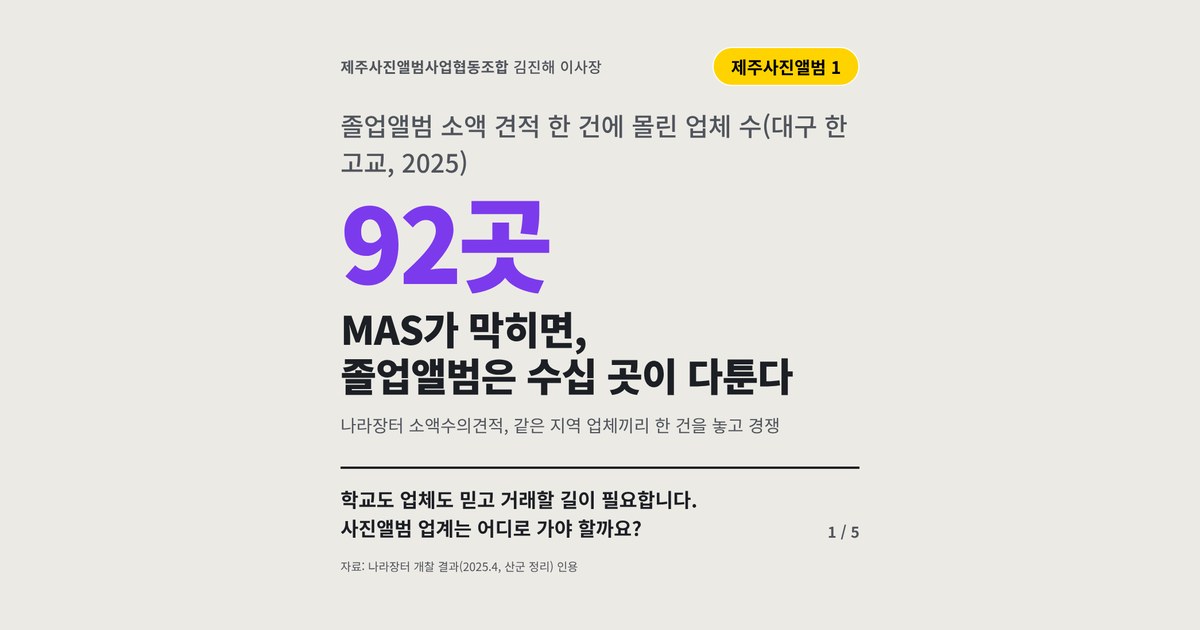 제주사진앨범사업협동조합 김진해 이사장
제주사진앨범 1
졸업앨범 소액 견적 한 건에 몰린 업체 수(대구 한
고교, 2025)
92곳
MAS가 막히면,
졸업앨범은 수십 곳이 다툰다
나라장터 소액수의견적, 같은 지역 업체끼리 한 건을 놓고 경쟁
학교도 업체도 믿고 거래할 길이 필요합니다.
사진앨범 업계는 어디로 가야 할까요?
1 / 5
자료: 나라장터 개찰 결과(2025.4, 산군 정리) 인용